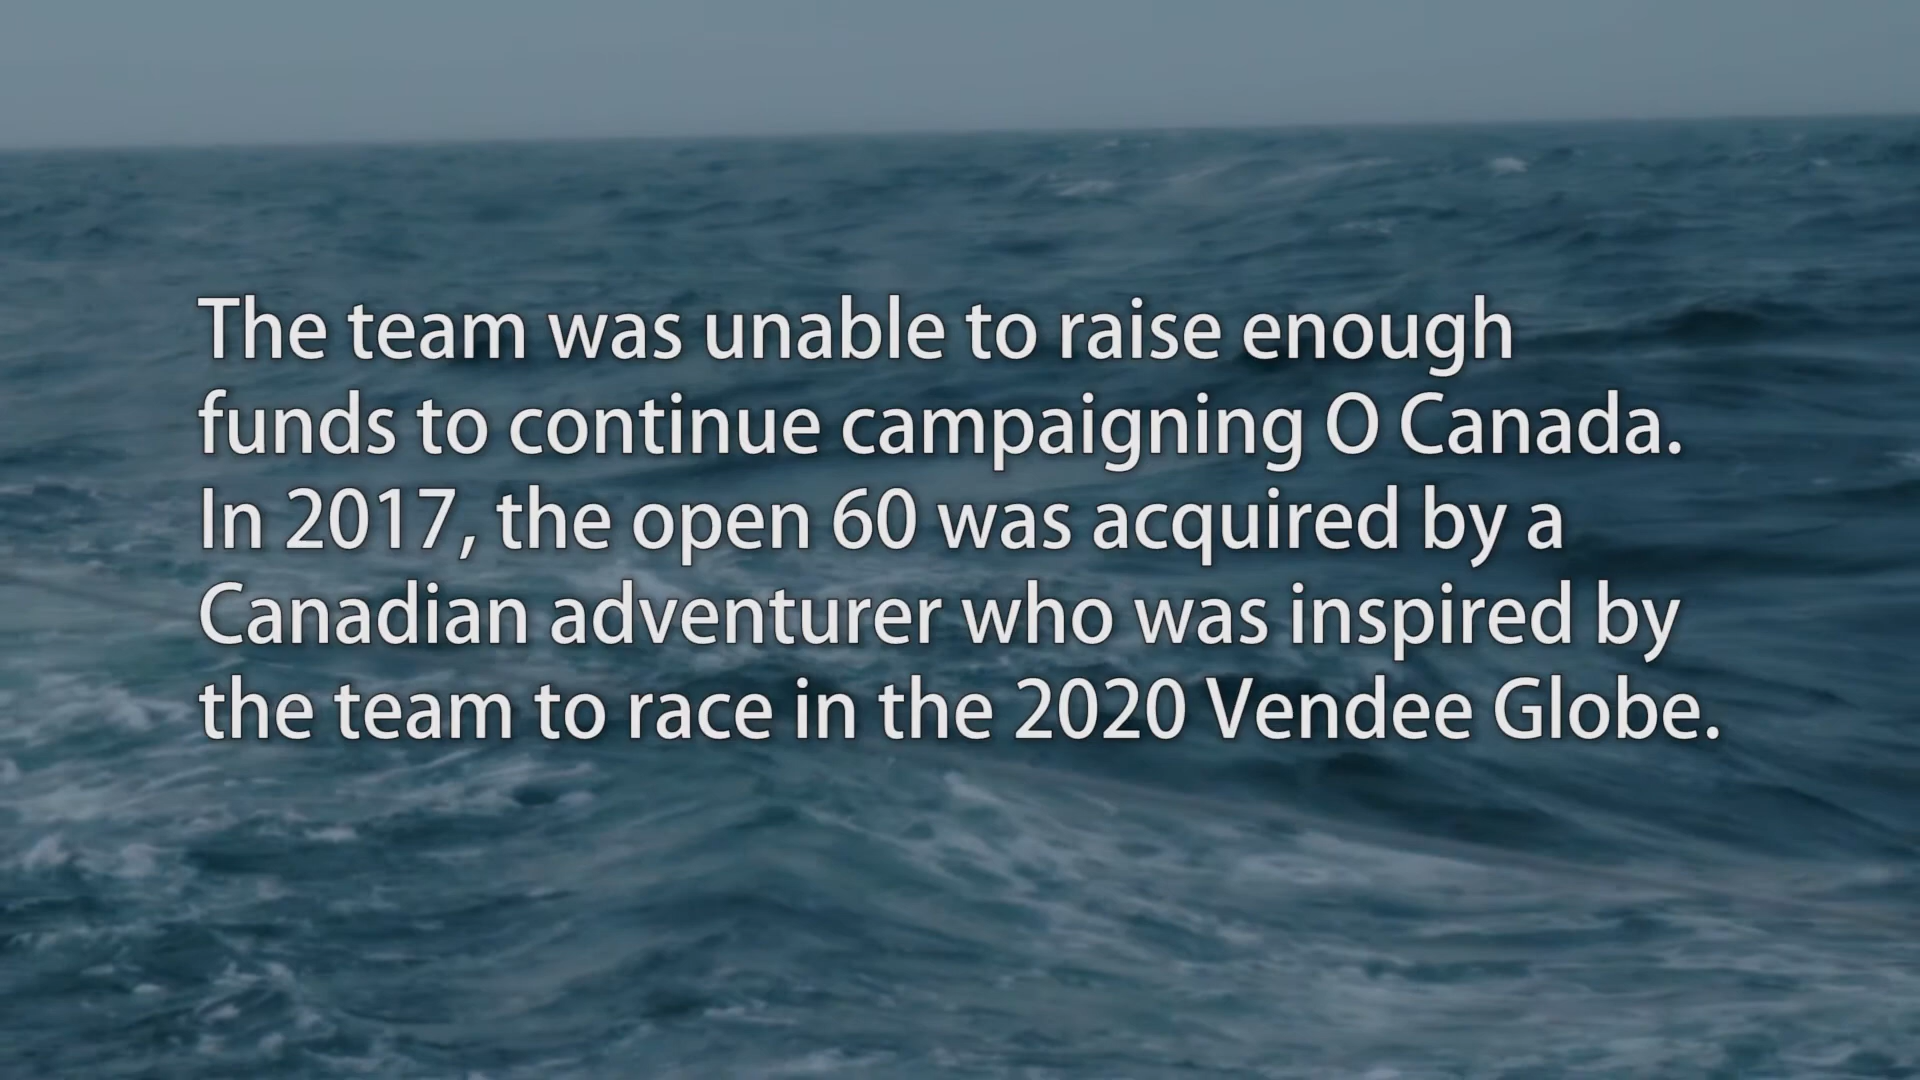 The team was unable to raise enough
funds to continue campaigning O Canada.
In 2017, the open 60 was acquired by a
Canadian adventurer who was inspired by
the team to race in the 2020 Vendee Globe.